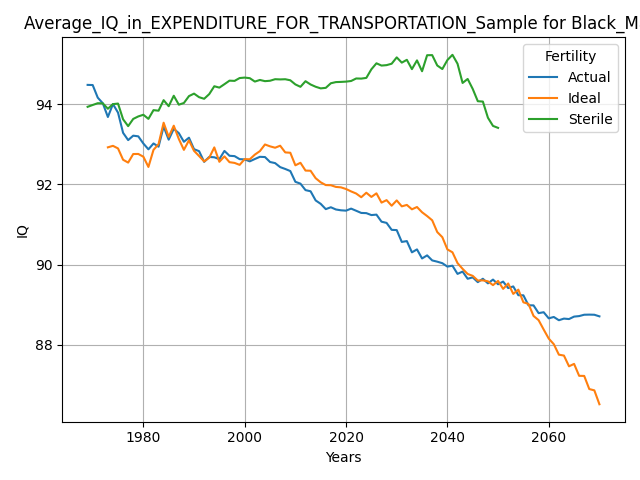 Average_IQ_in_EXPENDITURE_FOR_TRANSPORTATION_Sample for Black_M
Fertility
Actual
Ideal
Sterile
94
92
90
88
IQ
1980
2000
2020
2040
2060
Years